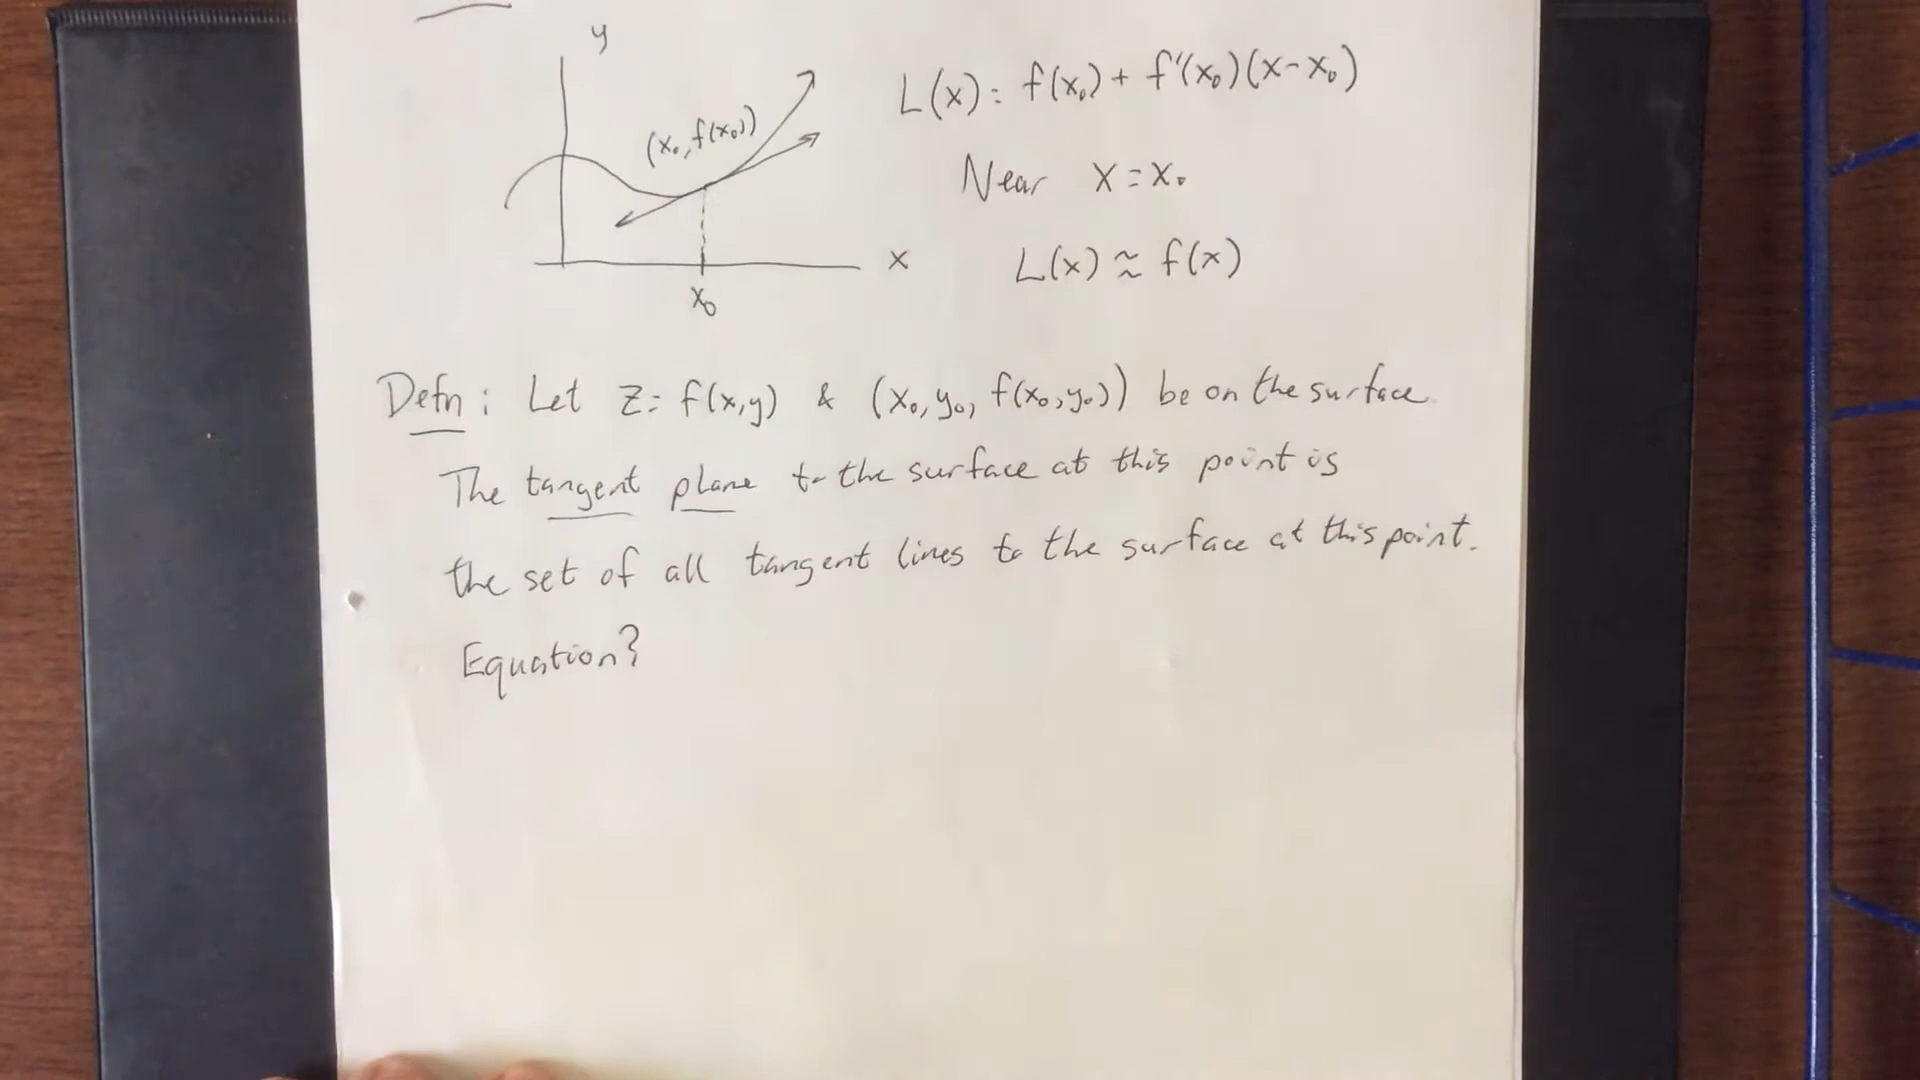 y
L(x) = f(x₀) + f'(x₀)(x-x₀)
(x₀, f(x₀))
Near x = x₀
x
L(x) ≈ f(x)
x₀
Defn: Let z = f(x,y) & (x₀, y₀, f(x₀,y₀)) be on the surface.
The tangent plane to the surface at this point is
the set of all tangent lines to the surface at this point.
Equation?